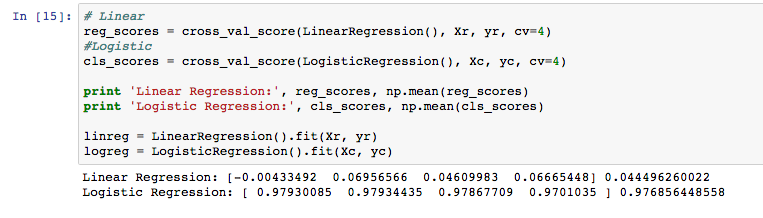 In [15]: # Linear
reg_scores = cross_val_score(LinearRegression(), Xr, yr, cv=4)
#Logistic
cls_scores = cross_val_score(LogisticRegression(), Xc, yc, cv=4)
print 'Linear Regression:', reg_scores, np.mean(reg_scores)
print 'Logistic Regression:', cls_scores, np.mean(cls_scores)
linreg = LinearRegression().fit(Xr, yr)
logreg = LogisticRegression().fit(Xc, yc)
Linear Regression: [-0.00433492  0.06956566  0.04609983  0.06665448] 0.044496260022
Logistic Regression: [ 0.97930085  0.97934435  0.97867709  0.9701035 ] 0.976856448558